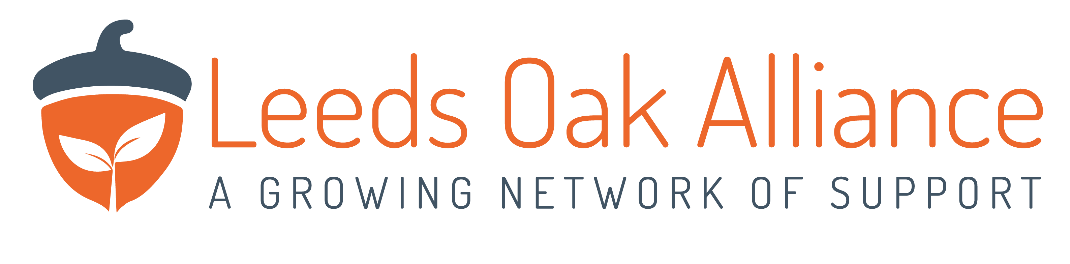 Leeds Oak Alliance
A GROWING NETWORK OF SUPPORT